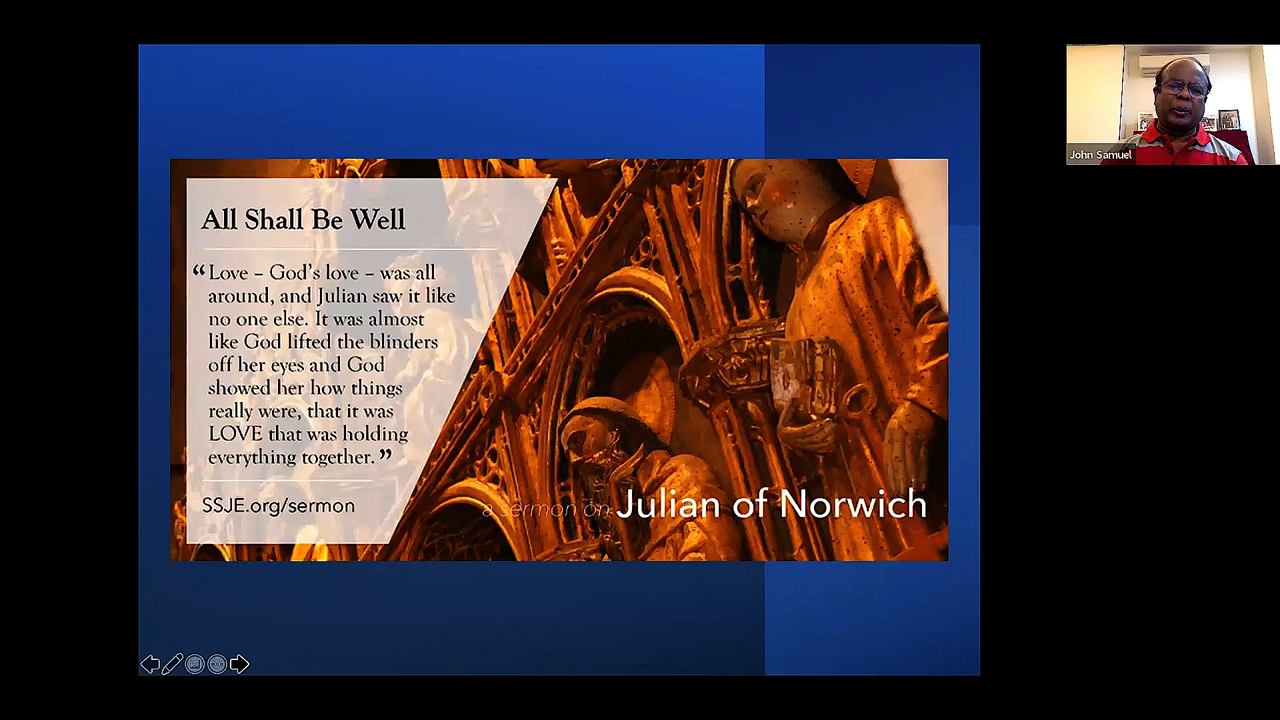 All Shall Be Well
“Love – God’s love – was all
around, and Julian saw it like
no one else. It was almost
like God lifted the blinders
off her eyes and God
showed her how things
really were, that it was
LOVE that was holding
everything together.”
SSJE.org/sermon
a sermon on Julian of Norwich
John Samuel